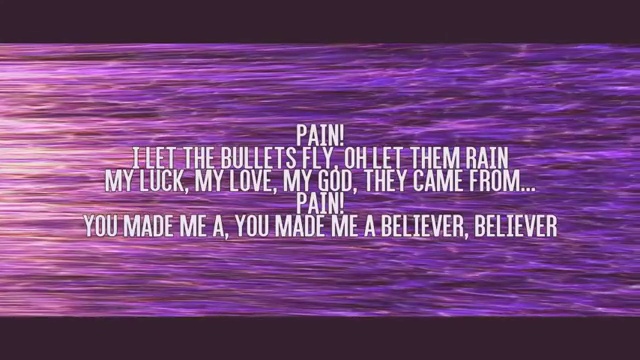 PAIN!
I LET THE BULLETS FLY, OH LET THEM RAIN
MY LUCK, MY LOVE, MY GOD, THEY CAME FROM...
PAIN!
YOU MADE ME A, YOU MADE ME A BELIEVER, BELIEVER